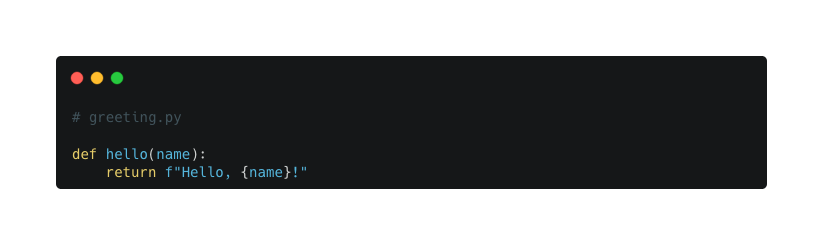 # greeting.py
def hello(name):
    return f"Hello, {name}!"